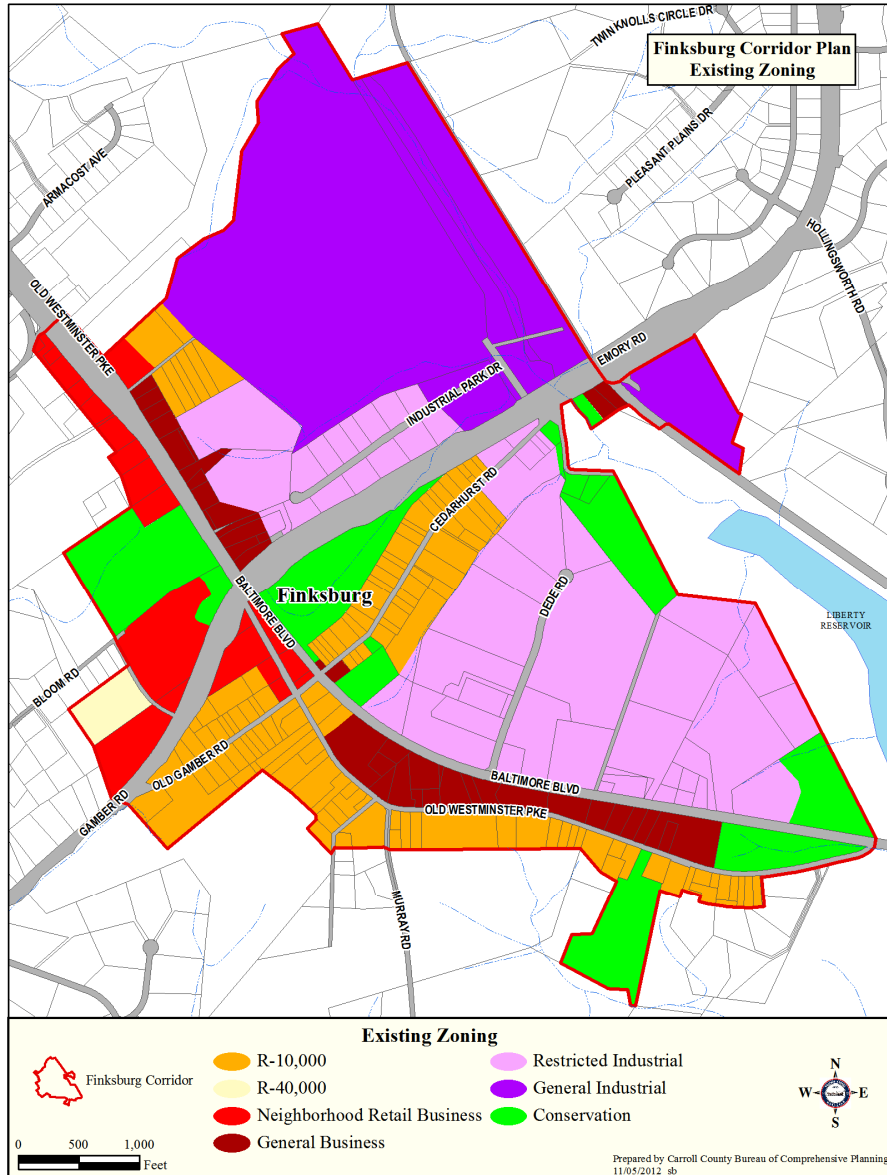 TWIN KNOLLS CIRCLE DR
Finksburg Corridor Plan
Existing Zoning
PLEASANT PLAINS DR
ARMACOST AVE
HOLLINGSWORTH RD
OLD WESTMINSTER PKE
EMORY RD
INDUSTRIAL PARK DR
CEDARHURST RD
BALTIMORE BLVD
Finksburg
DEDE RD
LIBERTY
RESERVOIR
BLOOM RD
OLD GAMBER RD
BALTIMORE BLVD
GAMBER RD
OLD WESTMINSTER PKE
MURRAY RD
Existing Zoning
Finksburg Corridor
R-10,000
R-40,000
Neighborhood Retail Business
General Business
Restricted Industrial
General Industrial
Conservation
N
W E
S
0 500 1,000
Feet
Prepared by Carroll County Bureau of Comprehensive Planning
11/05/2012 sb